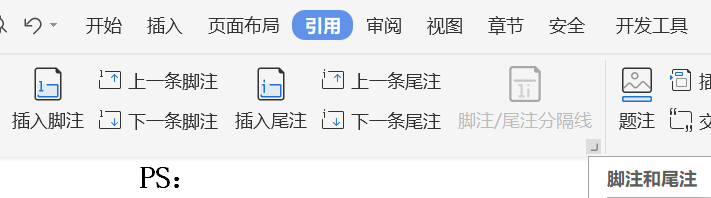 开始 插入 页面布局 引用 审阅 视图 章节 安全 开发工具
上一条脚注 上一条尾注 插
插入脚注 下一条脚注 插入尾注 下一条尾注 脚注/尾注分隔线 题注
PS：
脚注和尾注